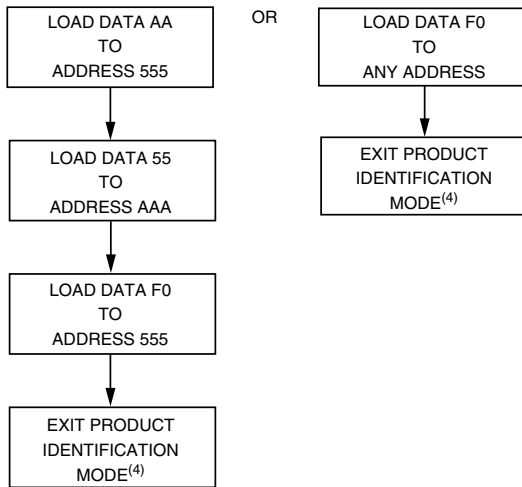 LOAD DATA AA
TO
ADDRESS 555
LOAD DATA 55
TO
ADDRESS AAA
LOAD DATA F0
TO
ADDRESS 555
EXIT PRODUCT
IDENTIFICATION
MODE(4)
OR
LOAD DATA F0
TO
ANY ADDRESS
EXIT PRODUCT
IDENTIFICATION
MODE(4)